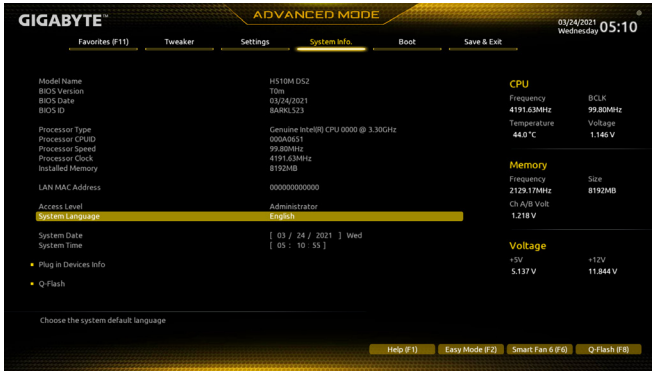 GIGABYTE™
ADVANCED MODE
03/24/2021
Wednesday 05:10
Favorites (F11) Tweaker Settings System Info. Boot Save & Exit
Model Name H510M DS2
BIOS Version T0m
BIOS Date 03/24/2021
BIOS ID 8ARKL523
Processor Type Genuine Intel(R) CPU 0000 @ 3.30GHz
Processor CPUID 000A0651
Processor Speed 99.80MHz
Processor Clock 4191.63MHz
Installed Memory 8192MB
LAN MAC Address 000000000000
Access Level Administrator
System Language English
System Date [ 03 / 24 / 2021 ] Wed
System Time [ 05 : 10 : 55 ]
Plug in Devices Info
Q-Flash
CPU
Frequency BCLK
4191.63MHz 99.80MHz
Temperature Voltage
44.0 °C 1.146 V
Memory
Frequency Size
2129.17MHz 8192MB
Ch A/B Volt
1.218 V
Voltage
+5V +12V
5.137 V 11.844 V
Choose the system default language
Help (F1) Easy Mode (F2) Smart Fan 6 (F6) Q-Flash (F8)